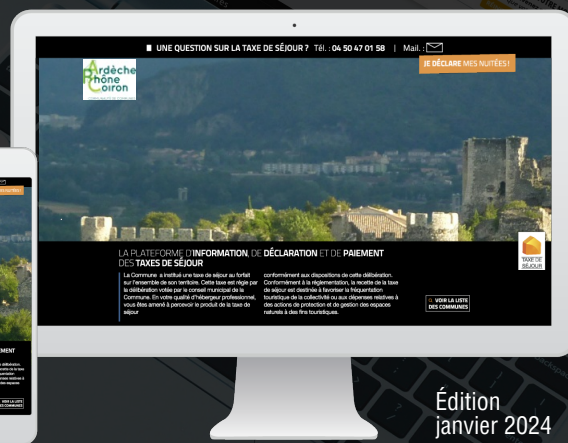 UNE QUESTION SUR LA TAXE DE SÉJOUR ? Tél. : 04 50 47 01 58 | Mail. :
JE DÉCLARE MES NUITÉES !
Ardèche
Rhône
Coiron
LA PLATEFORME D'INFORMATION, DE DÉCLARATION ET DE PAIEMENT
DES TAXES DE SÉJOUR
La Commune a institué une taxe de séjour au forfait
sur l'ensemble de son territoire. Cette taxe est régie par
la délibération votée par le conseil municipal de la
Commune. En votre qualité d'hébergeur professionnel,
vous êtes amené à percevoir le produit de la taxe de
séjour
conformément aux dispositions de cette délibération.
Conformément à la réglementation, la recette de la taxe
de séjour est destinée à favoriser la fréquentation
touristique de la collectivité ou aux dépenses relatives à
des actions de protection et de gestion des espaces
naturels à des fins touristiques.
TAXE DE
SÉJOUR
VOIR LA LISTE
DES COMMUNES
Édition
janvier 2024